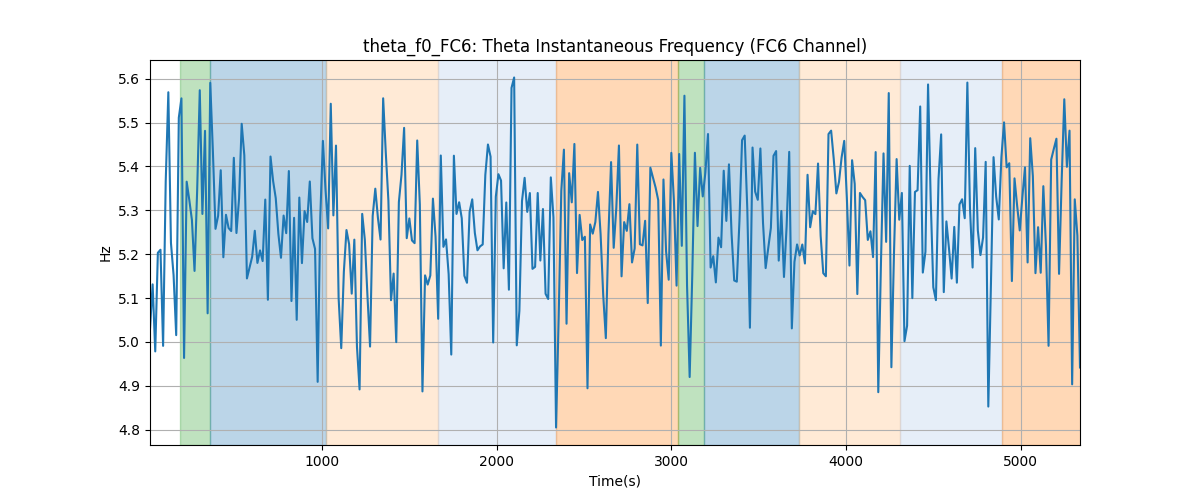 theta_f0_FC6: Theta Instantaneous Frequency (FC6 Channel)
5.6
5.5
5.4
5.3
5.2
5.1
5.0
4.9
4.8
Hz
1000 2000 3000 4000 5000
Time(s)